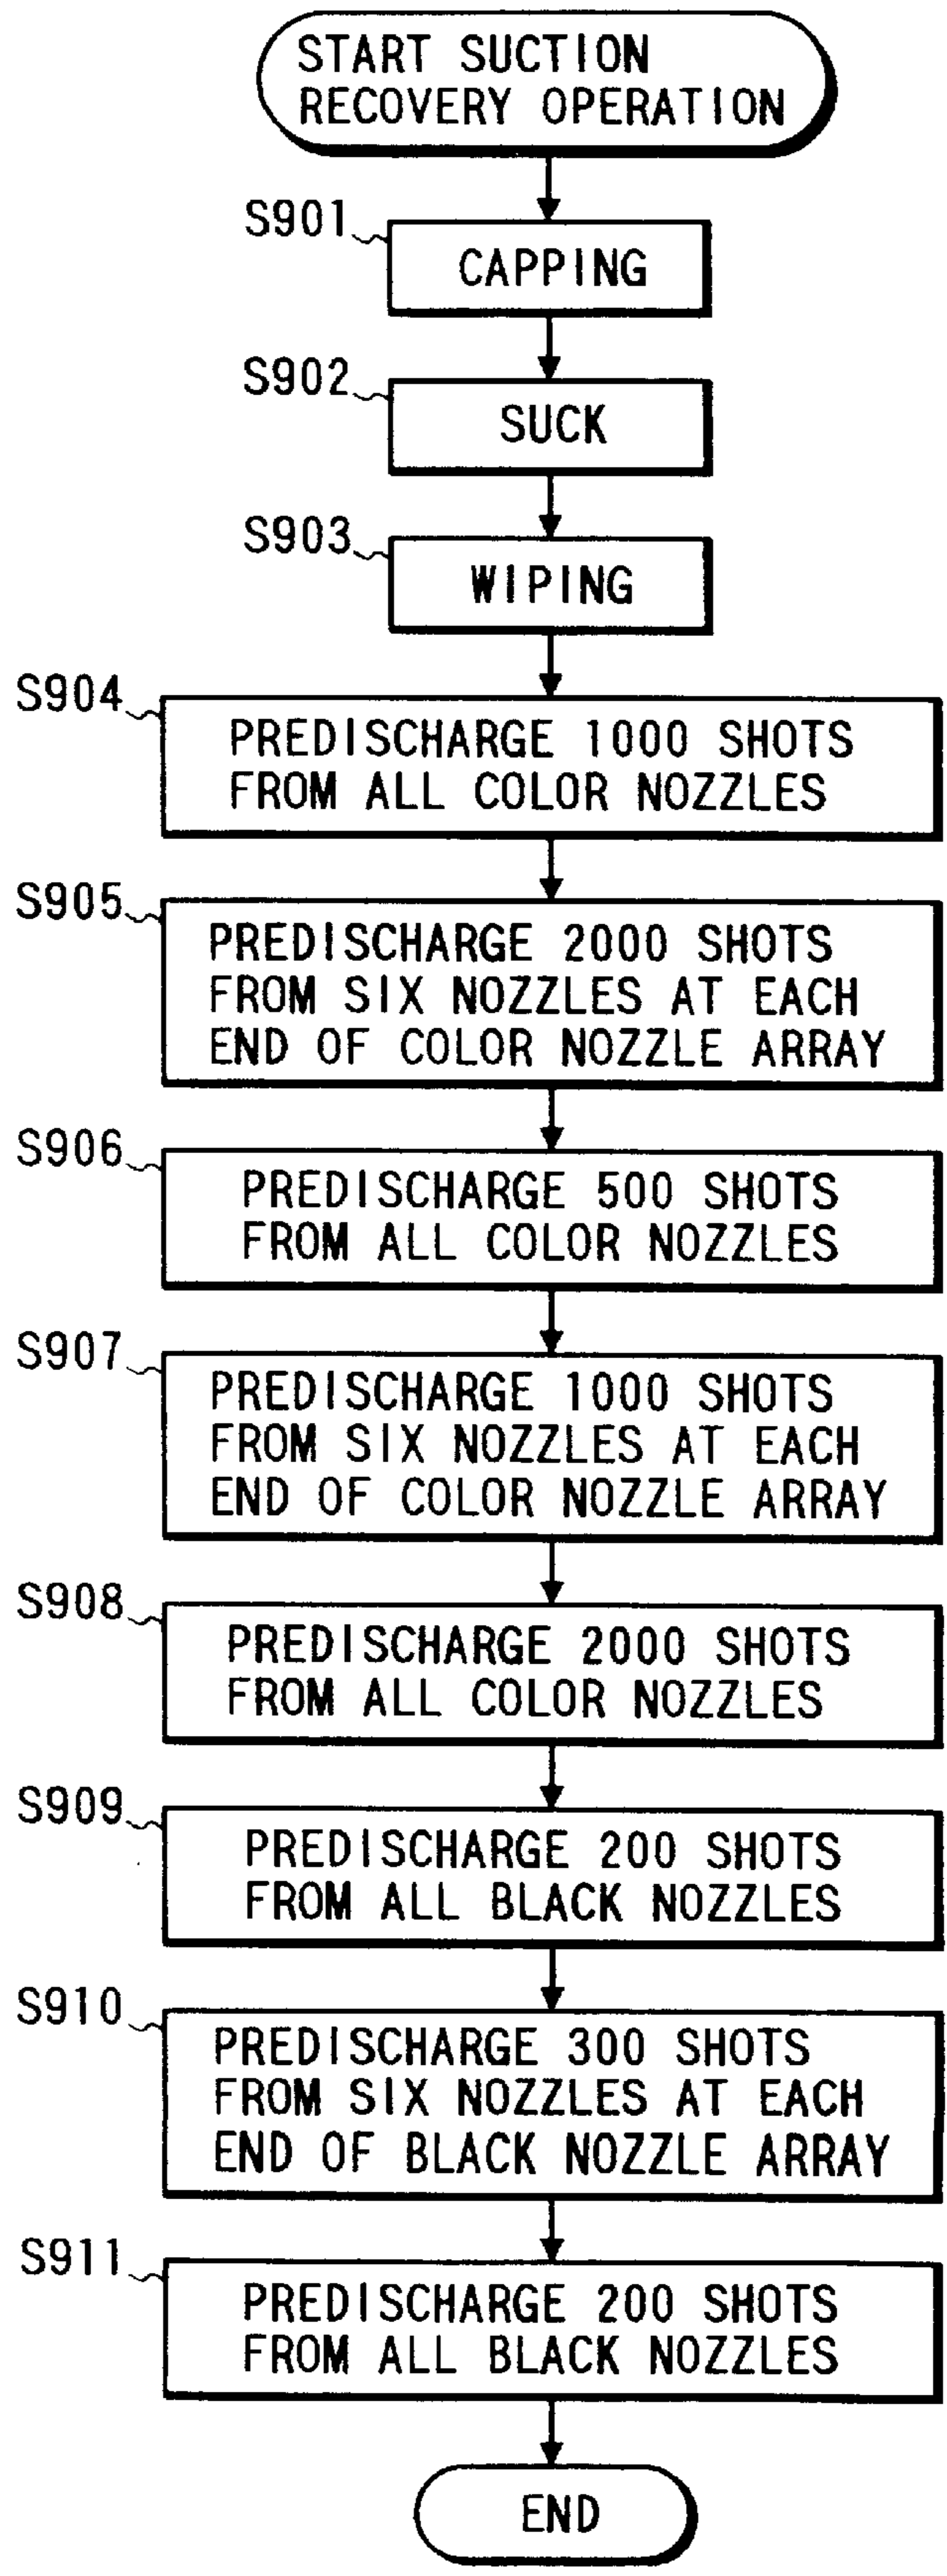 START SUCTION
RECOVERY OPERATION
S901
CAPPING
S902
SUCK
S903
WIPING
S904
PREDISCHARGE 1000 SHOTS
FROM ALL COLOR NOZZLES
S905
PREDISCHARGE 2000 SHOTS
FROM SIX NOZZLES AT EACH
END OF COLOR NOZZLE ARRAY
S906
PREDISCHARGE 500 SHOTS
FROM ALL COLOR NOZZLES
S907
PREDISCHARGE 1000 SHOTS
FROM SIX NOZZLES AT EACH
END OF COLOR NOZZLE ARRAY
S908
PREDISCHARGE 2000 SHOTS
FROM ALL COLOR NOZZLES
S909
PREDISCHARGE 200 SHOTS
FROM ALL BLACK NOZZLES
S910
PREDISCHARGE 300 SHOTS
FROM SIX NOZZLES AT EACH
END OF BLACK NOZZLE ARRAY
S911
PREDISCHARGE 200 SHOTS
FROM ALL BLACK NOZZLES
END